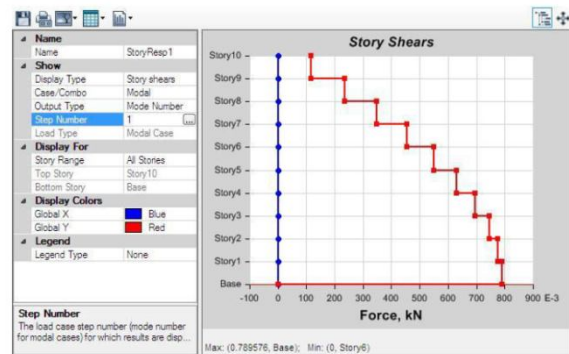 Name
Name StoryResp1
Show
Display Type Story shears
Case/Combo Modal
Output Type Mode Number
Step Number 1 ...
Load Type Modal Case
Display For
Story Range All Stories
Top Story Story10
Bottom Story Base
Display Colors
Global X Blue
Global Y Red
Legend
Legend Type None
Step Number
The load case step number (mode number
for modal cases) for which results are disp...
Story Shears
Story10
Story9
Story8
Story7
Story6
Story5
Story4
Story3
Story2
Story1
Base
-100 0 100 200 300 400 500 600 700 800 900 E-3
Force, kN
Max: (0.789576, Base); Min: (0, Story6)